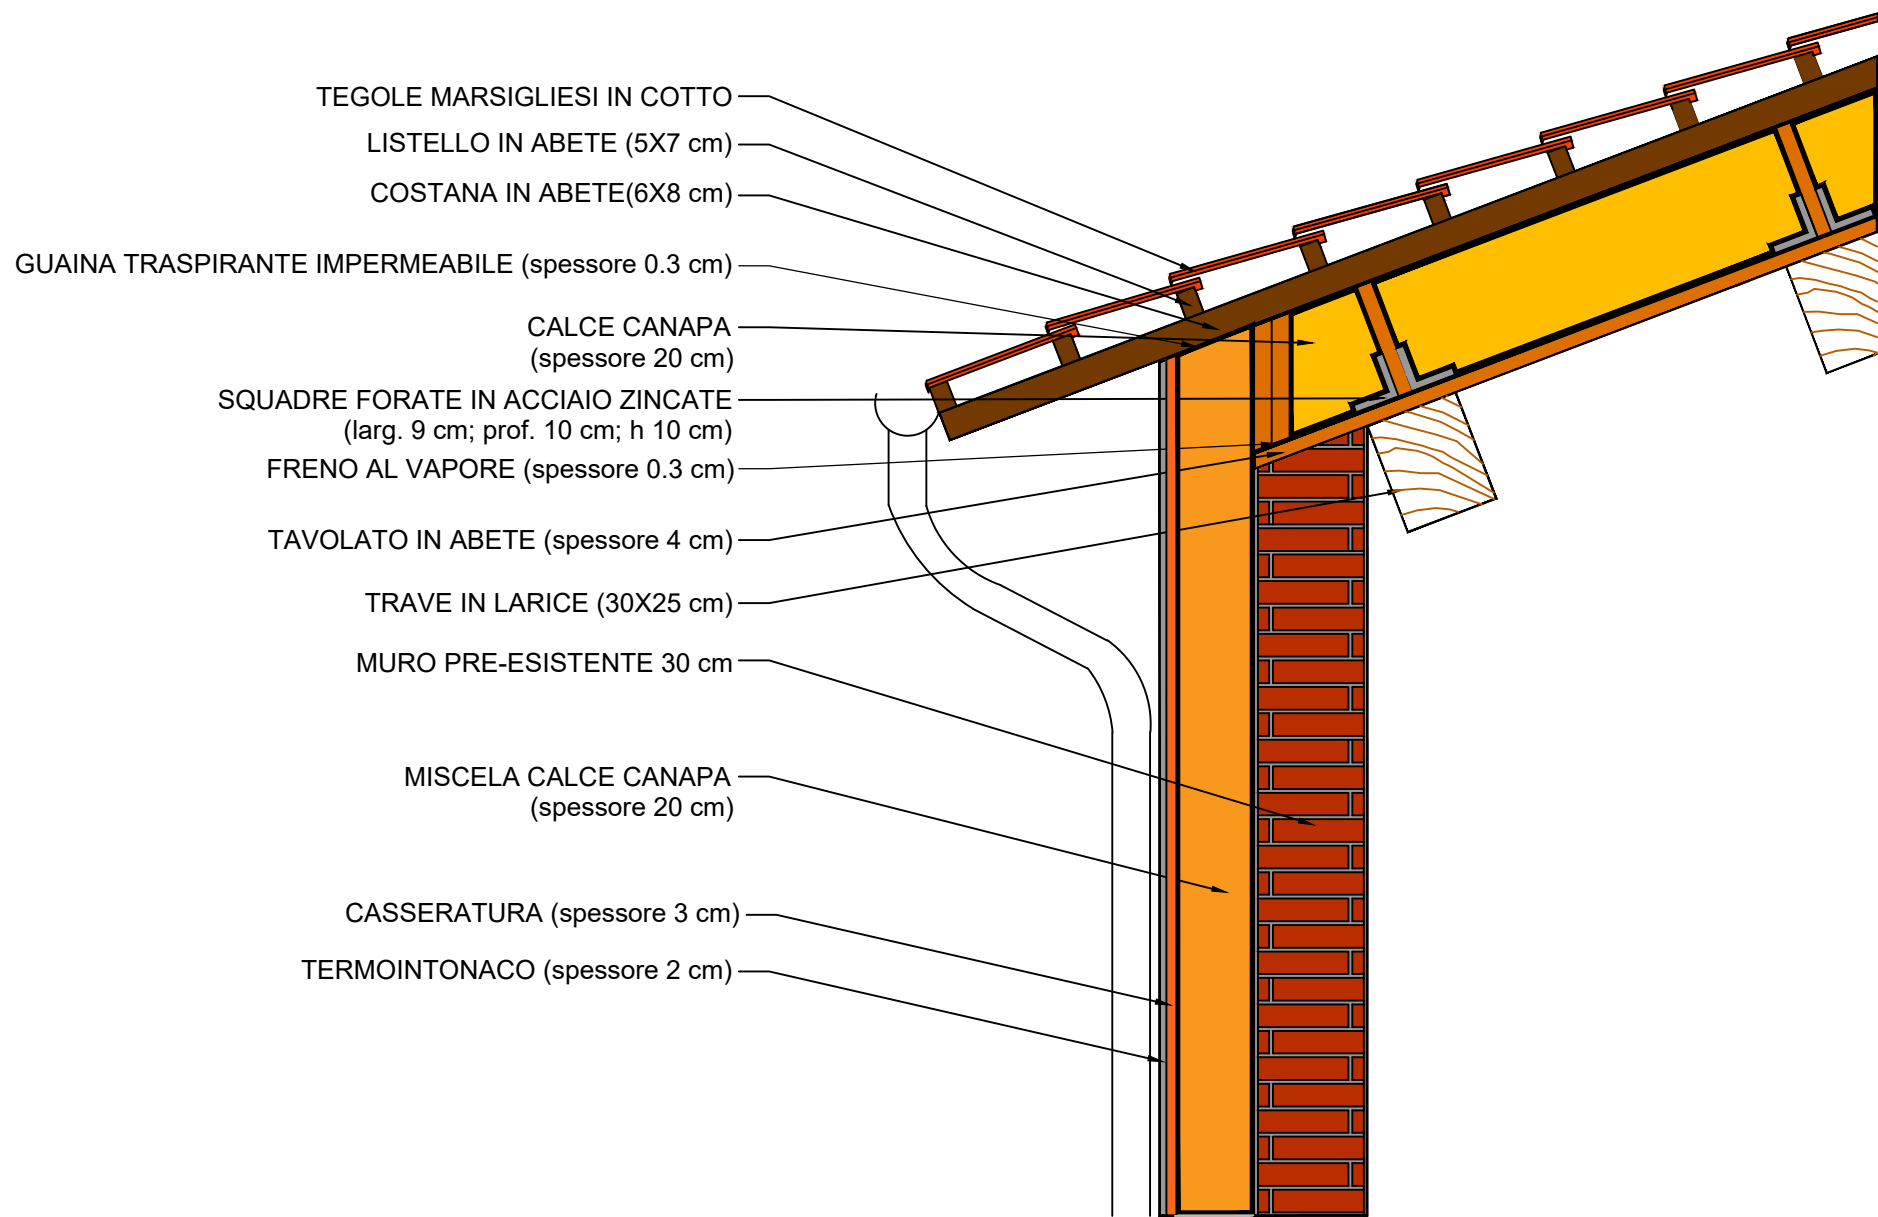 TEGOLE MARSIGLIESI IN COTTO
LISTELLO IN ABETE (5X7 cm)
COSTANA IN ABETE(6X8 cm)
GUAINA TRASPIRANTE IMPERMEABILE (spessore 0.3 cm)
CALCE CANAPA
(spessore 20 cm)
SQUADRE FORATE IN ACCIAIO ZINCATE
(larg. 9 cm; prof. 10 cm; h 10 cm)
FRENO AL VAPORE (spessore 0.3 cm)
TAVOLATO IN ABETE (spessore 4 cm)
TRAVE IN LARICE (30X25 cm)
MURO PRE-ESISTENTE 30 cm
MISCELA CALCE CANAPA
(spessore 20 cm)
CASSERATURA (spessore 3 cm)
TERMOINTONACO (spessore 2 cm)